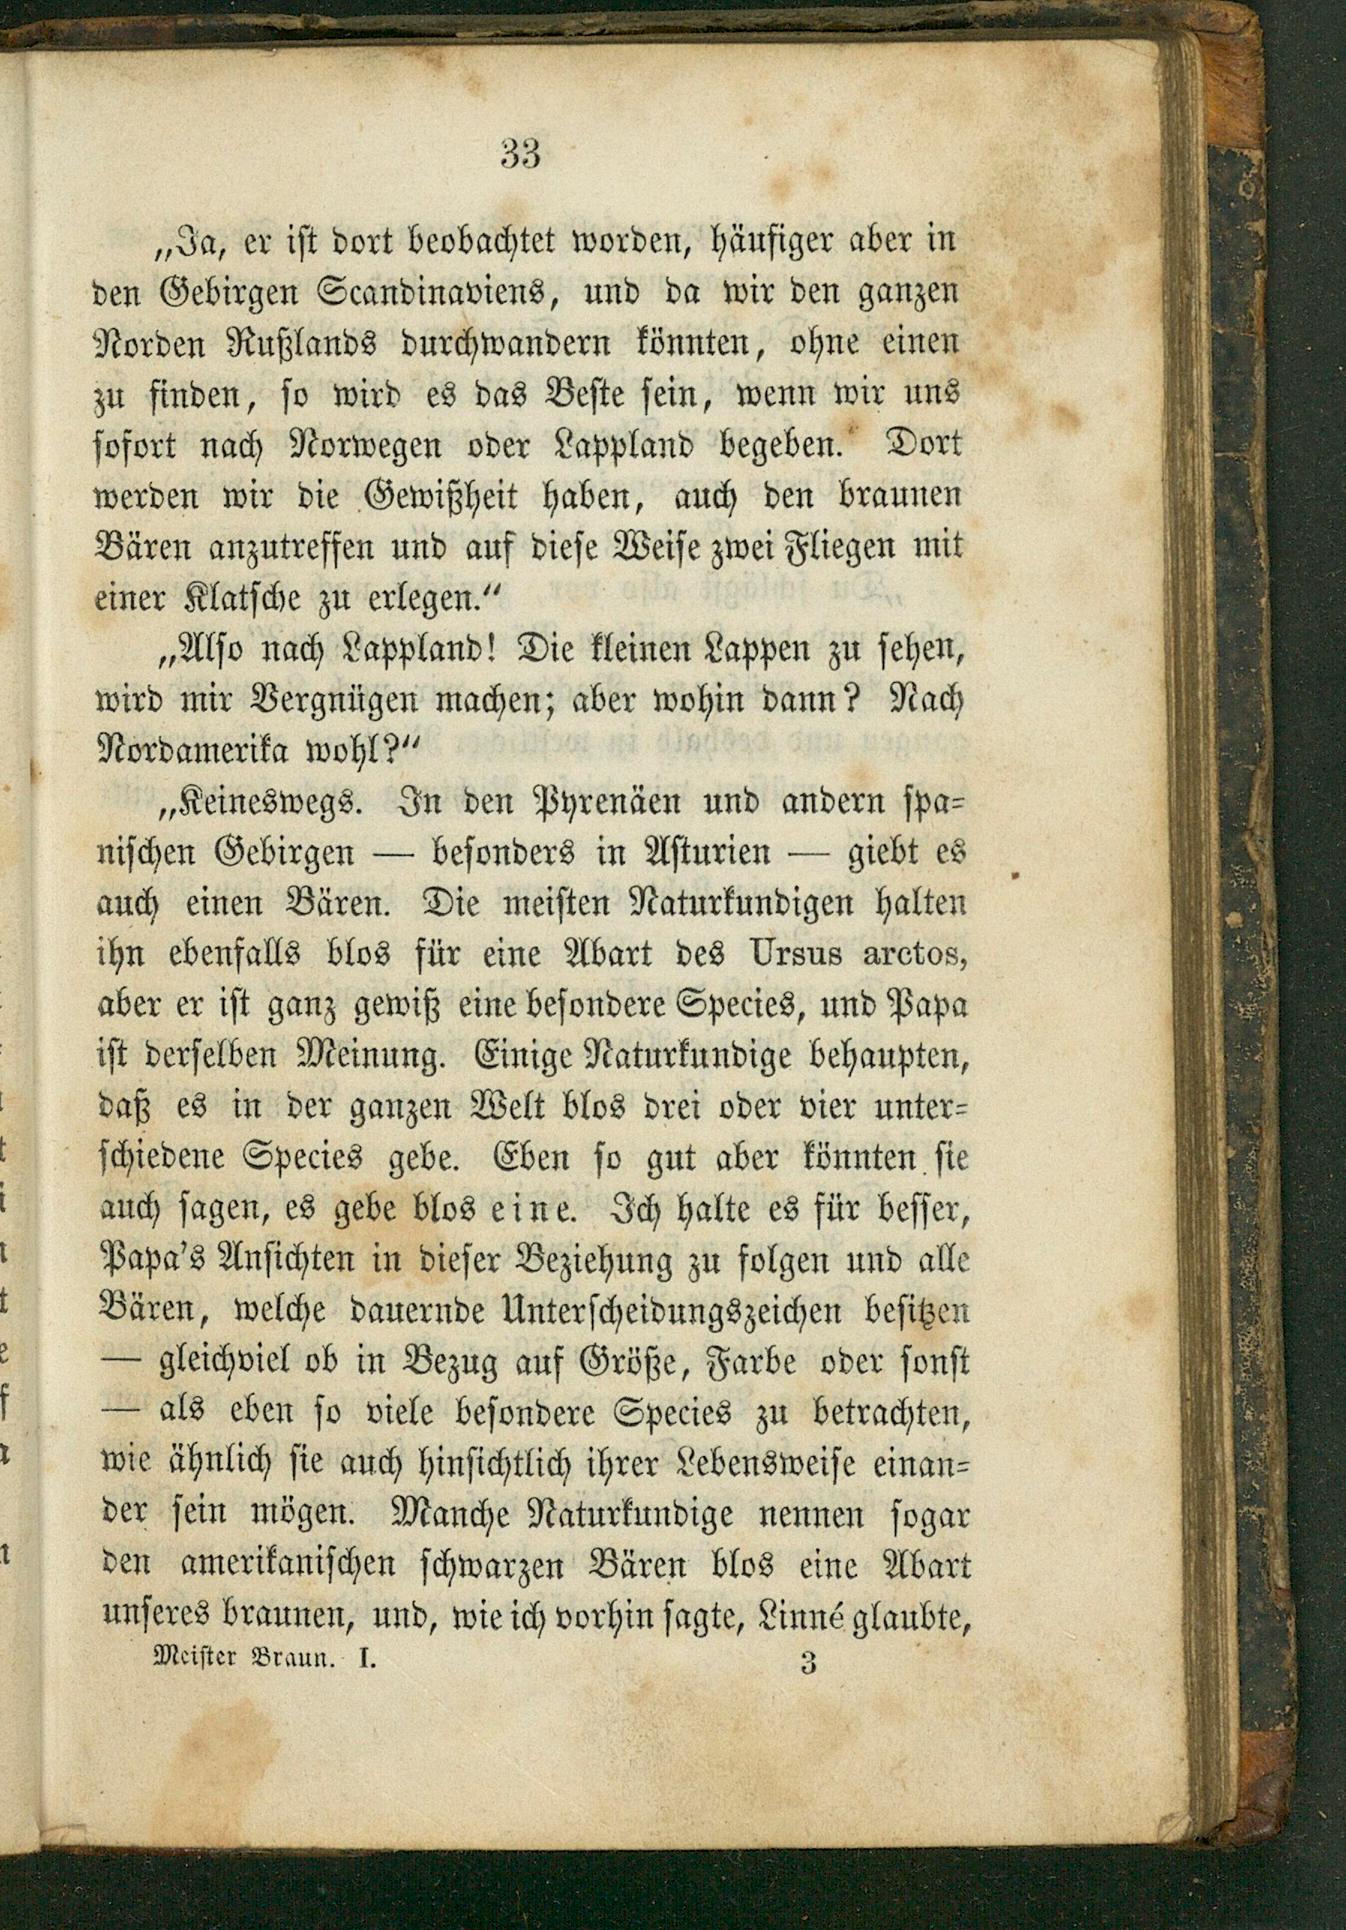 33
„Ja, er ist dort beobachtet worden, häufiger aber in
den Gebirgen Scandinaviens, und da wir den ganzen
Norden Rußlands durchwandern könnten, ohne einen
zu finden, so wird es das Beste sein, wenn wir uns
sofort nach Norwegen oder Lappland begeben. Dort
werden wir die Gewißheit haben, auch den braunen
Bären anzutreffen und auf diese Weise zwei Fliegen mit
einer Klatsche zu erlegen.“
„Also nach Lappland! Die kleinen Lappen zu sehen,
wird mir Vergnügen machen; aber wohin dann? Nach
Nordamerika wohl?“
„Keineswegs. In den Pyrenäen und andern spa-
nischen Gebirgen — besonders in Asturien — giebt es
auch einen Bären. Die meisten Naturkundigen halten
ihn ebenfalls blos für eine Abart des Ursus arctos,
aber er ist ganz gewiß eine besondere Species, und Papa
ist derselben Meinung. Einige Naturkundige behaupten,
daß es in der ganzen Welt blos drei oder vier unter-
schiedene Species gebe. Eben so gut aber könnten sie
auch sagen, es gebe blos eine. Ich halte es für besser,
Papa's Ansichten in dieser Beziehung zu folgen und alle
Bären, welche dauernde Unterscheidungszeichen besitzen
— gleichviel ob in Bezug auf Größe, Farbe oder sonst
— als eben so viele besondere Species zu betrachten,
wie ähnlich sie auch hinsichtlich ihrer Lebensweise einan-
der sein mögen. Manche Naturkundige nennen sogar
den amerikanischen schwarzen Bären blos eine Abart
unseres braunen, und, wie ich vorhin sagte, Linné glaubte,
Meister Braun. I. 3